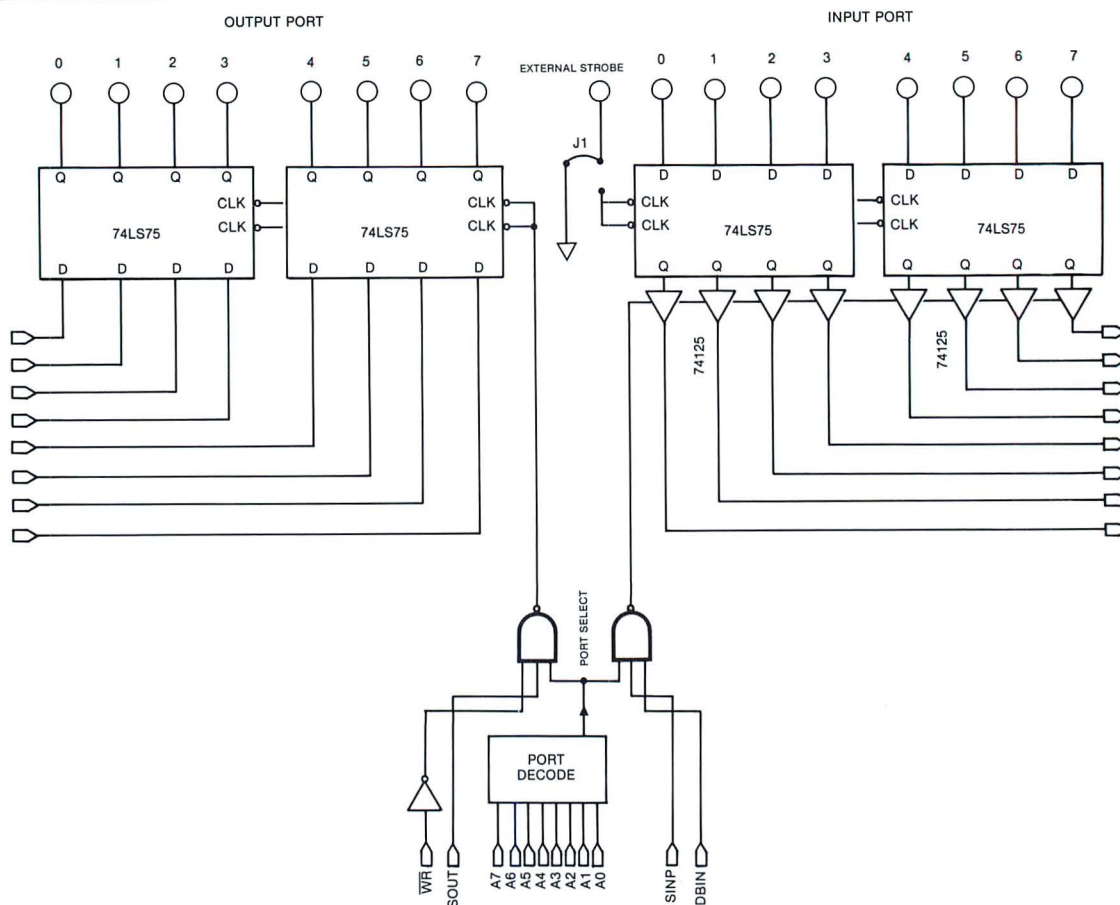 OUTPUT PORT
INPUT PORT
0 1 2 3 4 5 6 7
EXTERNAL STROBE
0 1 2 3 4 5 6 7
J1
Q Q Q Q
CLK
CLK
74LS75
D D D D
Q Q Q Q
CLK
CLK
74LS75
D D D D
D D D D
CLK
CLK
74LS75
Q Q Q Q
D D D D
CLK
CLK
74LS75
Q Q Q Q
74125
74125
PORT SELECT
PORT
DECODE
WR
SOUT
A7
A6
A5
A4
A3
A2
A1
A0
SINP
DBIN